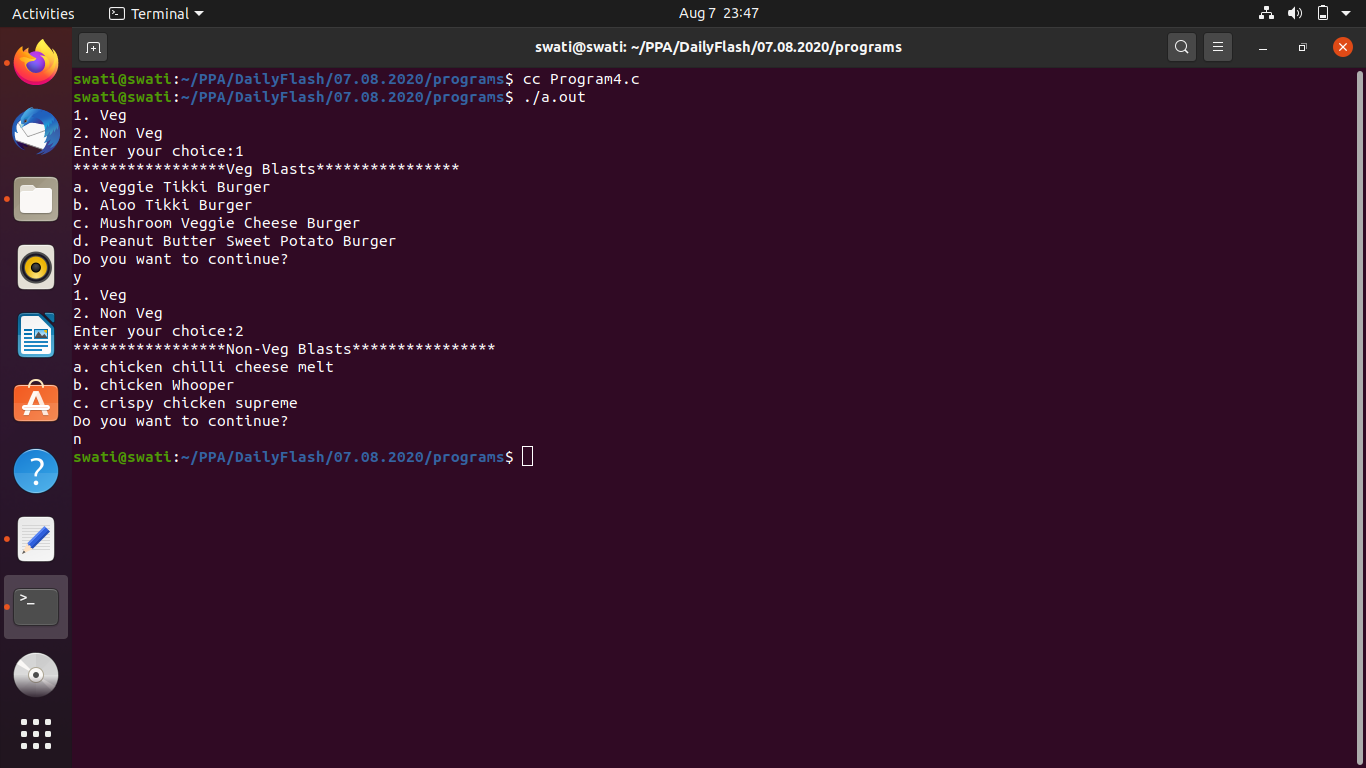 Activities
Terminal
Aug 7 23:47
swati@swati: ~/PPA/DailyFlash/07.08.2020/programs
swati@swati:~/PPA/DailyFlash/07.08.2020/programs$ cc Program4.c
swati@swati:~/PPA/DailyFlash/07.08.2020/programs$ ./a.out
1. Veg
2. Non Veg
Enter your choice:1
*****************Veg Blasts****************
a. Veggie Tikki Burger
b. Aloo Tikki Burger
c. Mushroom Veggie Cheese Burger
d. Peanut Butter Sweet Potato Burger
Do you want to continue?
y
1. Veg
2. Non Veg
Enter your choice:2
*****************Non-Veg Blasts****************
a. chicken chilli cheese melt
b. chicken Whooper
c. crispy chicken supreme
Do you want to continue?
n
swati@swati:~/PPA/DailyFlash/07.08.2020/programs$